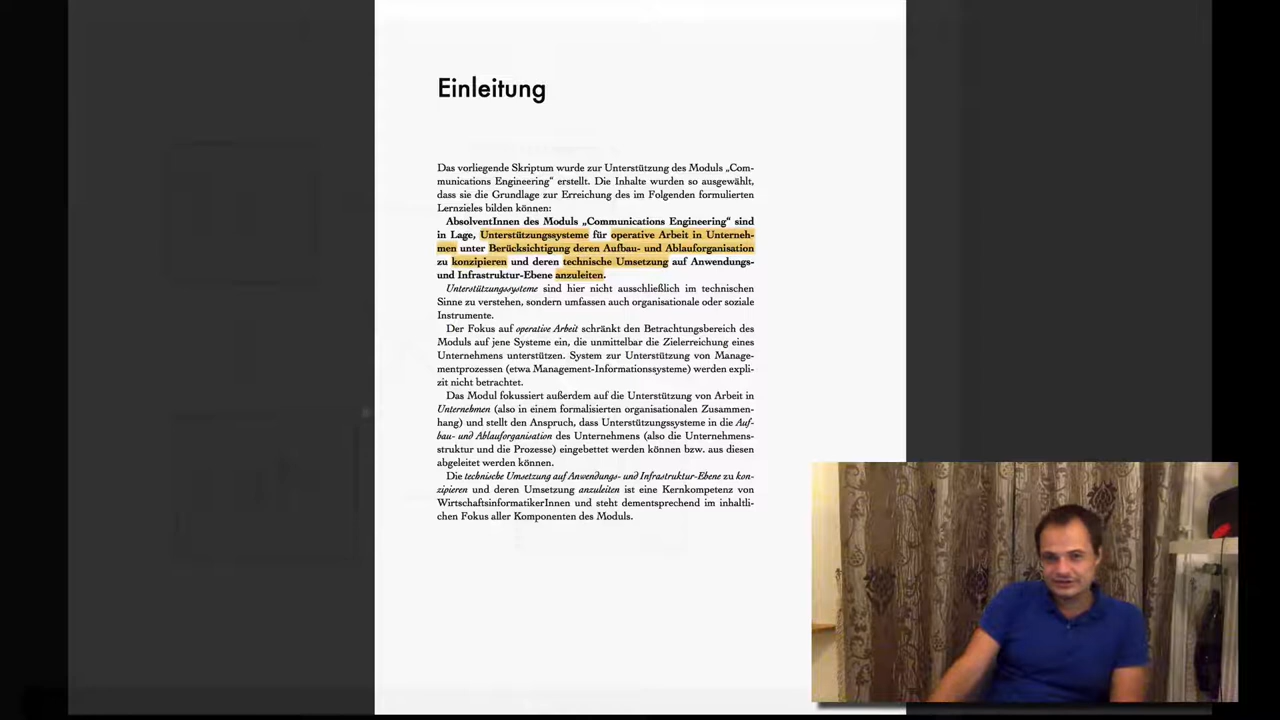 Einleitung
Das vorliegende Skriptum wurde zur Unterstützung des Moduls „Com-
munications Engineering“ erstellt. Die Inhalte wurden so ausgewählt,
dass sie die Grundlage zur Erreichung des im Folgenden formulierten
Lernzieles bilden können:
AbsolventInnen des Moduls „Communications Engineering“ sind
in Lage, Unterstützungssysteme für operative Arbeit in Unterneh-
men unter Berücksichtigung deren Aufbau- und Ablauforganisation
zu konzipieren und deren technische Umsetzung auf Anwendungs-
und Infrastruktur-Ebene anzuleiten.
Unterstützungssysteme sind hier nicht ausschließlich im technischen
Sinne zu verstehen, sondern umfassen auch organisationale oder soziale
Instrumente.
Der Fokus auf operative Arbeit schränkt den Betrachtungsbereich des
Moduls auf jene Systeme ein, die unmittelbar die Zielerreichung eines
Unternehmens unterstützen. System zur Unterstützung von Manage-
mentprozessen (etwa Management-Informationssysteme) werden expli-
zit nicht betrachtet.
Das Modul fokussiert außerdem auf die Unterstützung von Arbeit in
Unternehmen (also in einem formalisierten organisationalen Zusammen-
hang) und stellt den Anspruch, dass Unterstützungssysteme in die Auf-
bau- und Ablauforganisation des Unternehmens (also die Unternehmens-
struktur und die Prozesse) eingebettet werden können bzw. aus diesen
abgeleitet werden können.
Die technische Umsetzung auf Anwendungs- und Infrastruktur-Ebene zu kon-
zipieren und deren Umsetzung anzuleiten ist eine Kernkompetenz von
WirtschaftsinformatikerInnen und steht dementsprechend im inhaltli-
chen Fokus aller Komponenten des Moduls.